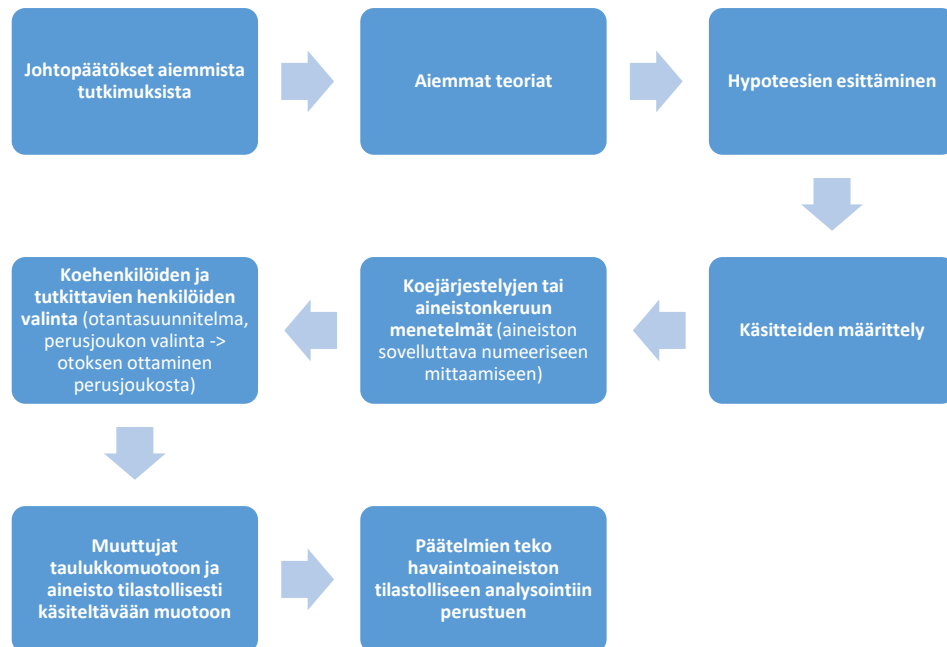 Johtopäätökset aiemmista
tutkimuksista
Aiemmat teoriat
Hypoteesien esittäminen
Käsitteiden määrittely
Koejärjestelyjen tai
aineistonkeruun
menetelmät (aineiston
sovelluttava numeeriseen
mittaamiseen)
Koehenkilöiden ja
tutkittavien henkilöiden
valinta (otantasuunnitelma,
perusjoukon valinta ->
otoksen ottaminen
perusjoukosta)
Muuttujat
taulukkomuotoon ja
aineisto tilastollisesti
käsiteltävään muotoon
Päätelmien teko
havaintoaineiston
tilastolliseen analysointiin
perustuen